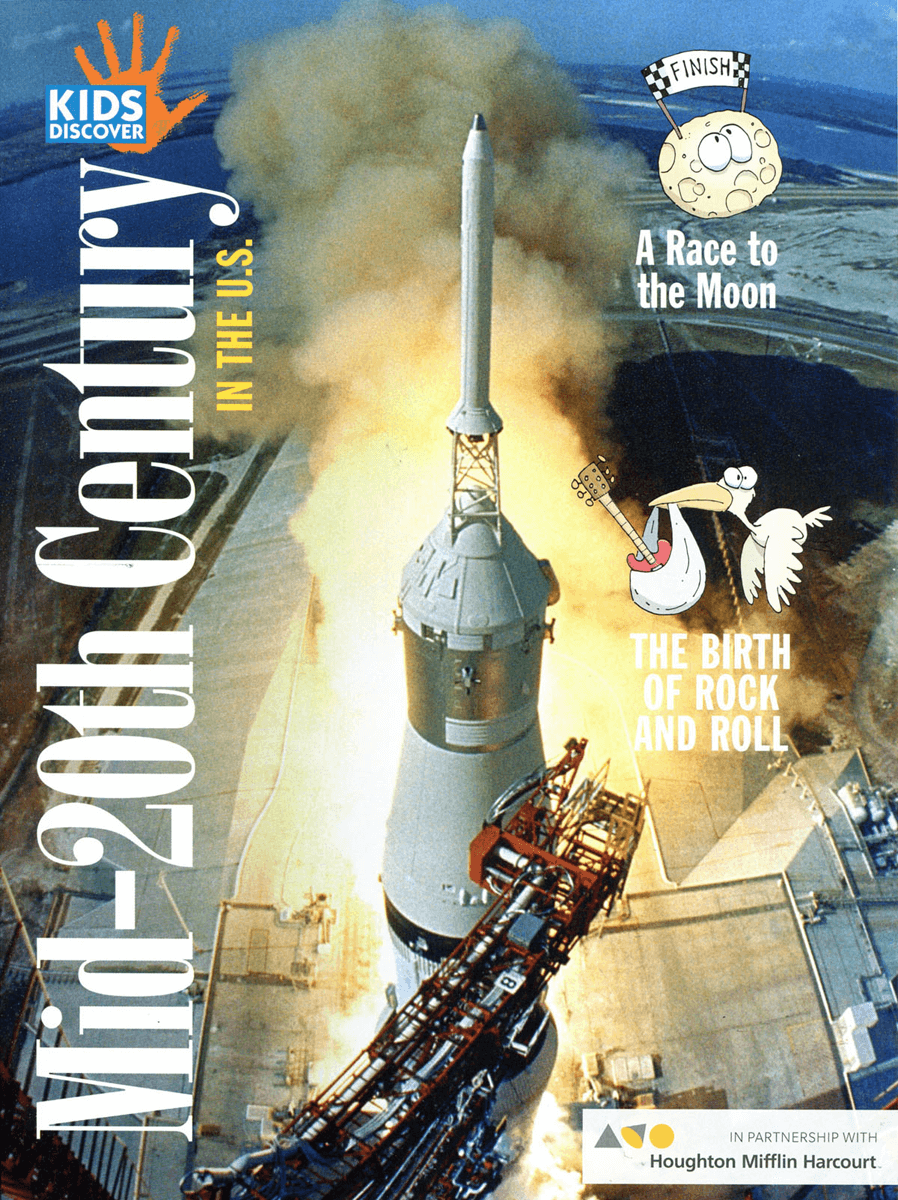 KIDS
DISCOVER
Mid-20th Century
IN THE U.S.
FINISH
A Race to
the Moon
THE BIRTH
OF ROCK
AND ROLL
8
IN PARTNERSHIP WITH
Houghton Mifflin Harcourt